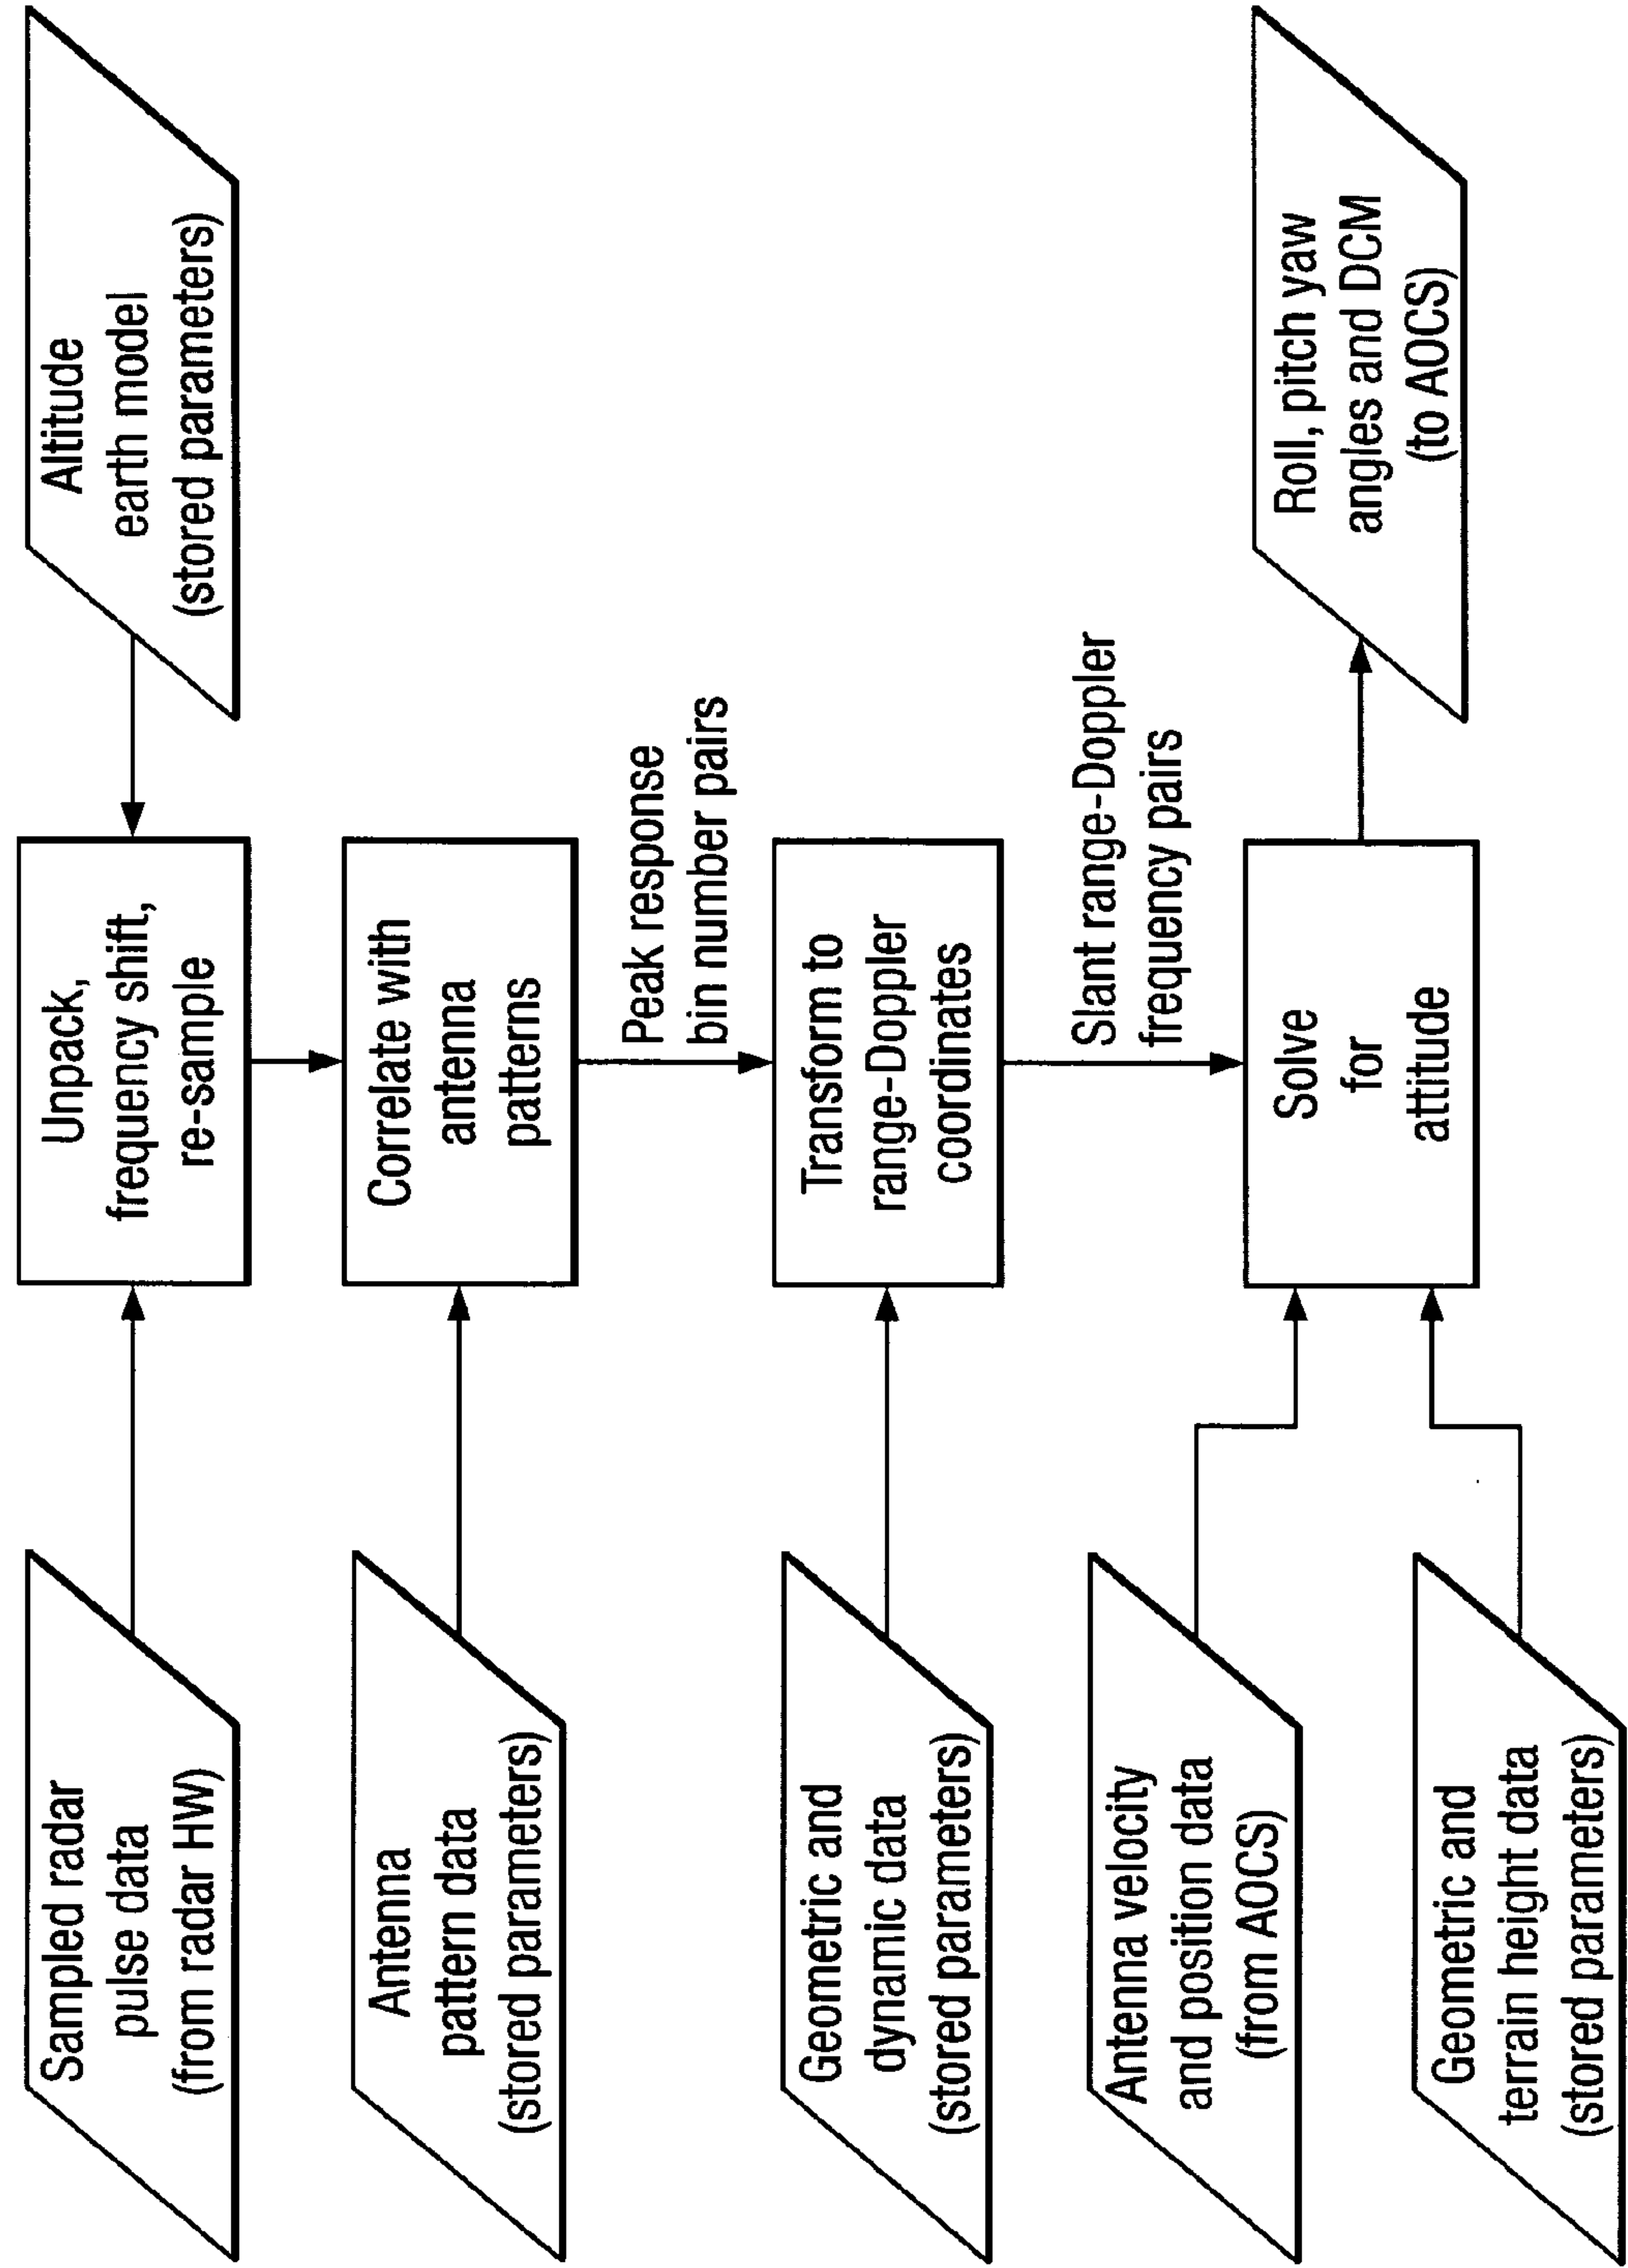 Sampled radar
pulse data
(from radar HW)
Unpack,
frequency shift,
re-sample
Altitude
earth model
(stored parameters)
Antenna
pattern data
(stored parameters)
Correlate with
antenna
patterns
Peak response
bin number pairs
Geometric and
dynamic data
(stored parameters)
Transform to
range-Doppler
coordinates
Slant range-Doppler
frequency pairs
Antenna velocity
and position data
(from AOCS)
Geometric and
terrain height data
(stored parameters)
Solve
for
attitude
Roll, pitch yaw
angles and DCM
(to AOCS)